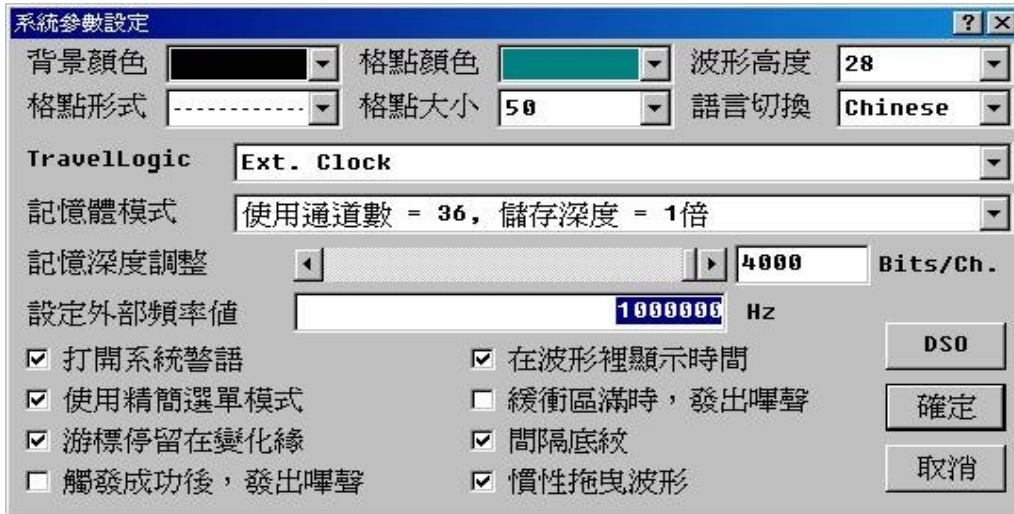 系統參數設定
背景顏色 格點顏色 波形高度 28
格點形式 格點大小 50 語言切換 Chinese
TravelLogic Ext. Clock
記憶體模式 使用通道數 = 36, 儲存深度 = 1倍
記憶深度調整 4000 Bits/Ch.
設定外部頻率值 1000000 Hz
DSO
打開系統警語 在波形裡顯示時間
使用精簡選單模式 緩衝區滿時，發出嗶聲
確定
游標停留在變化緣 間隔底紋
取消
觸發成功後，發出嗶聲 慣性拖曳波形